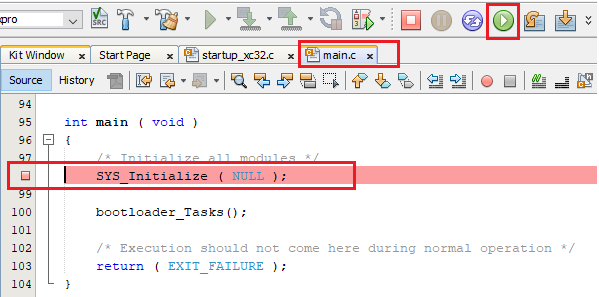 pro
SRC
Kit Window
Start Page
startup_xc32.c
main.c
Source
History
94
95 int main ( void )
96 {
97 /* Initialize all modules */
SYS_Initialize ( NULL );
99
100 bootloader_Tasks();
101
102 /* Execution should not come here during normal operation */
103 return ( EXIT_FAILURE );
104 }